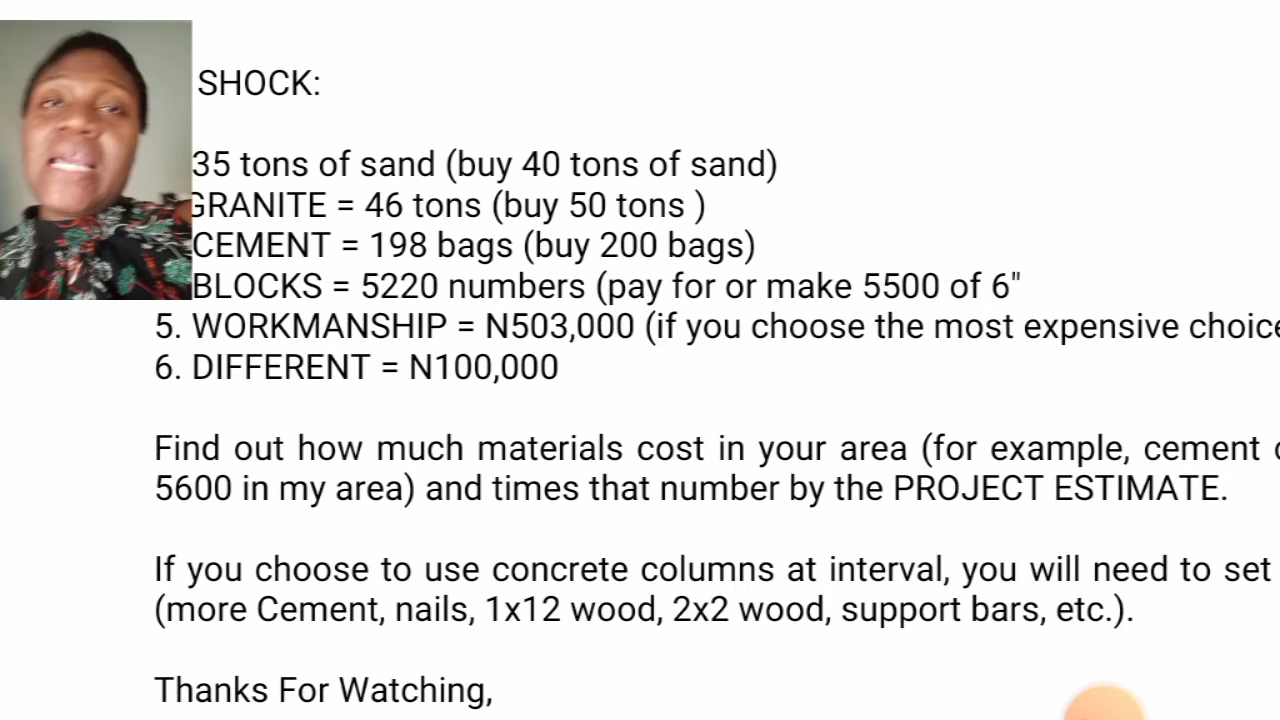 SHOCK:
35 tons of sand (buy 40 tons of sand)
GRANITE = 46 tons (buy 50 tons )
CEMENT = 198 bags (buy 200 bags)
BLOCKS = 5220 numbers (pay for or make 5500 of 6"
5. WORKMANSHIP = N503,000 (if you choose the most expensive choice
6. DIFFERENT = N100,000
Find out how much materials cost in your area (for example, cement
5600 in my area) and times that number by the PROJECT ESTIMATE.
If you choose to use concrete columns at interval, you will need to set
(more Cement, nails, 1x12 wood, 2x2 wood, support bars, etc.).
Thanks For Watching,